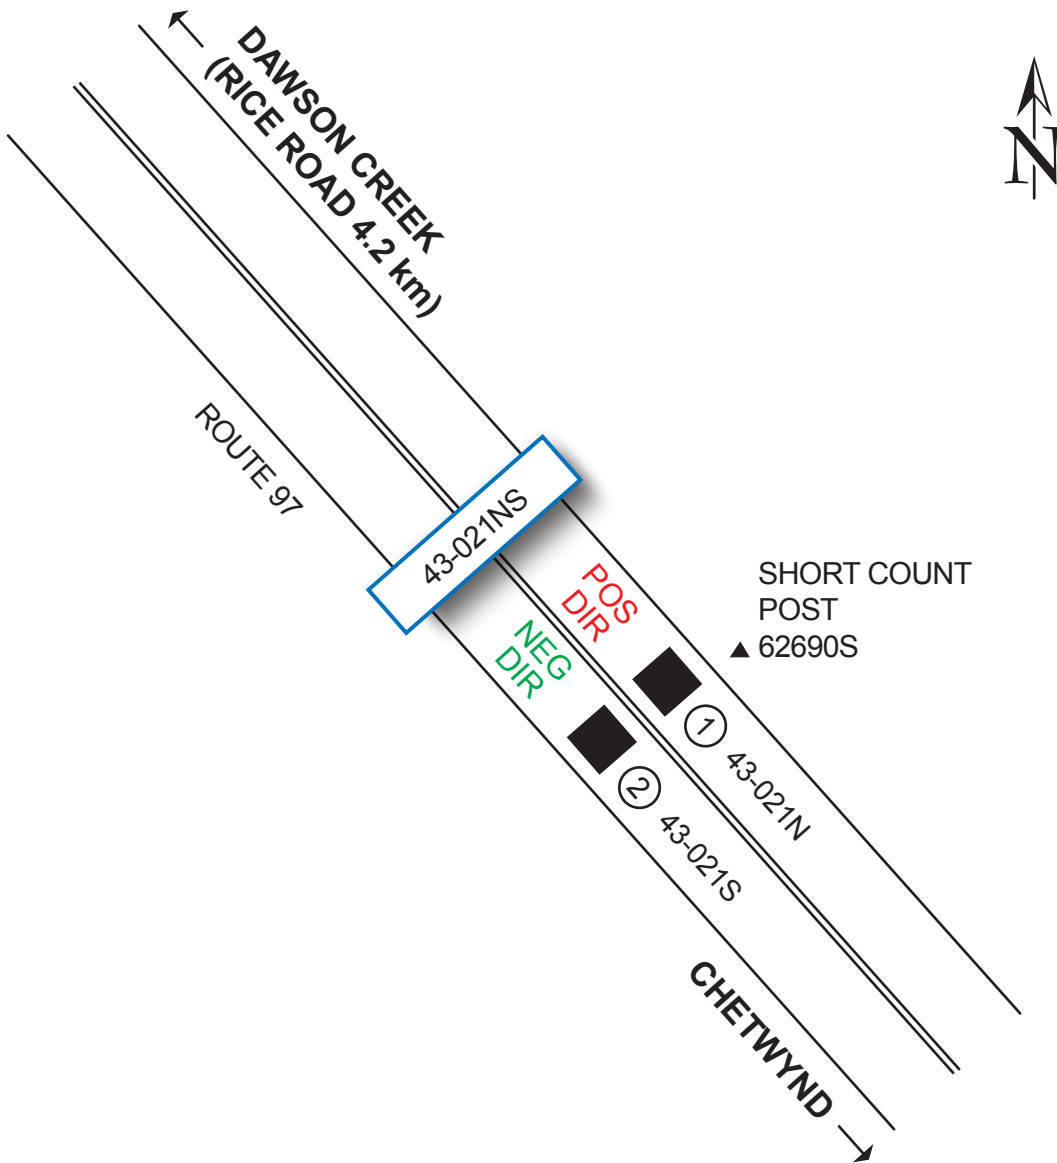 DAWSON CREEK
(RICE ROAD 4.2 km)
N
ROUTE 97
43-021NS
POS
DIR
SHORT COUNT
POST
62690S
NEG
DIR
1
43-021N
2
43-021S
CHETWYND